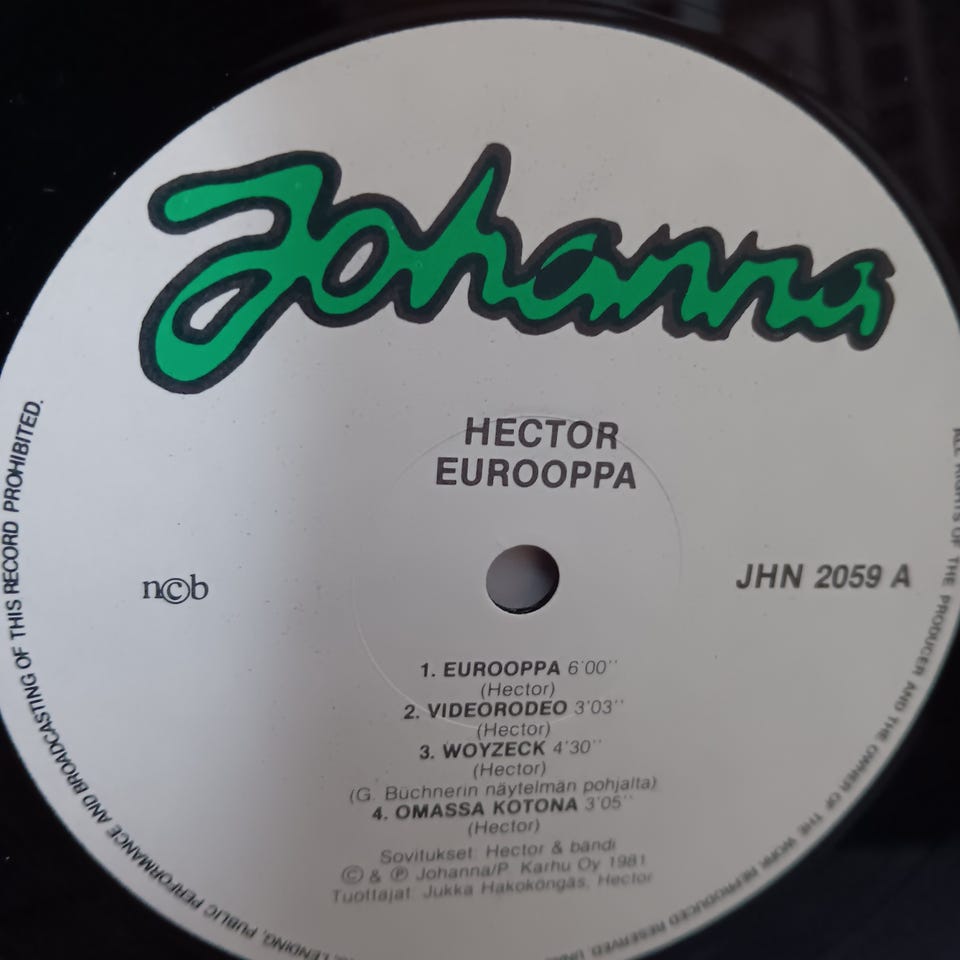 Johanna
HECTOR
EUROOPPA
ncb
JHN 2059 A
1. EUROOPPA 6'00''
(Hector)
2. VIDEORODEO 3'03''
(Hector)
3. WOYZECK 4'30''
(Hector)
(G. Büchnerin näytelmän pohjalta)
4. OMASSA KOTONA 3'05''
(Hector)
Sovitukset: Hector & bändi
© & ℗ Johanna/P. Karhu Oy 1981
Tuottajat: Jukka Hakoköngäs, Hector
ALL RIGHTS OF THE PRODUCER AND THE OWNER OF THE WORK REPRODUCED RESERVED. LENDING, PUBLIC PERFORMANCE AND BROADCASTING OF THIS RECORD PROHIBITED.